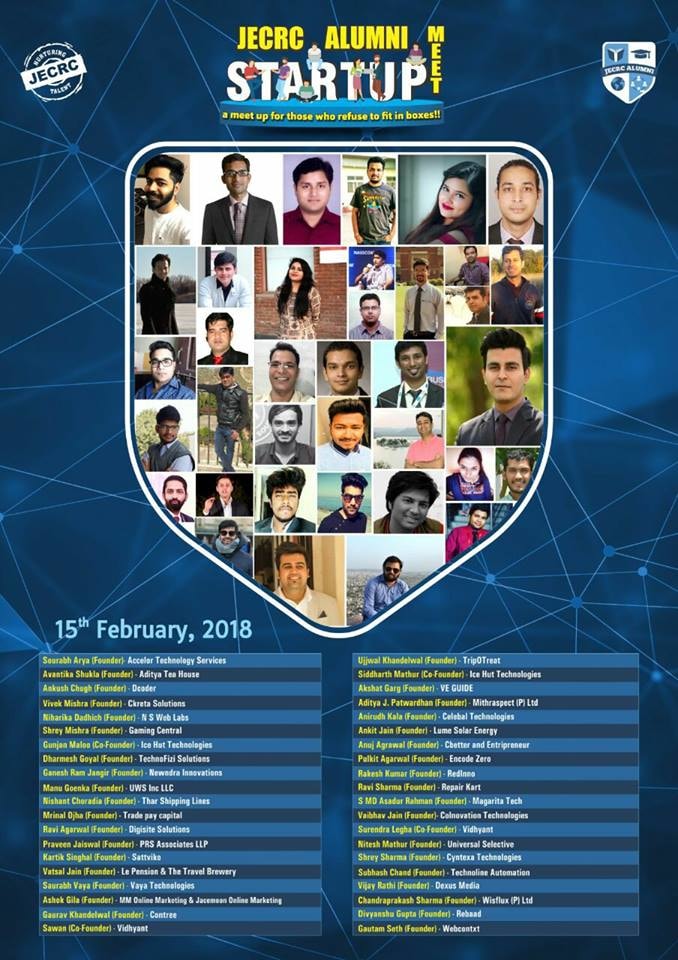 NURTURING
JECRC
TALENT
JECRC ALUMNI
MEET
STARTUP
a meet up for those who refuse to fit in boxes!!
JECRC ALUMNI
NASSCOM
15th February, 2018
Sourabh Arya (Founder)- Accelor Technology Services
Avantika Shukla (Founder) - Aditya Tea House
Ankush Chugh (Founder) - Dcoder
Vivek Mishra (Founder) - Ckreta Solutions
Niharika Dadhich (Founder) - N S Web Labs
Shrey Mishra (Founder) - Gaming Central
Gunjan Maloo (Co-Founder) - Ice Hut Technologies
Dharmesh Goyal (Founder) - TechnoFizi Solutions
Ganesh Ram Jangir (Founder) - Newndra Innovations
Manu Goenka (Founder) - UWS Inc LLC
Nishant Choradia (Founder) - Thar Shipping Lines
Mrinal Ojha (Founder) - Trade pay capital
Ravi Agarwal (Founder) - Digisite Solutions
Praveen Jaiswal (Founder) - PRS Associates LLP
Kartik Singhal (Founder) - Sattviko
Vatsal Jain (Founder) - Le Pension & The Travel Brewery
Saurabh Vaya (Founder) - Vaya Technologies
Ashok Gila (Founder) - MM Online Marketing & Jacemeon Online Marketing
Gaurav Khandelwal (Founder) - Contree
Sawan (Co-Founder) - Vidhyant
Ujjwal Khandelwal (Founder) - TripOTreat
Siddharth Mathur (Co-Founder) - Ice Hut Technologies
Akshat Garg (Founder) - VE GUIDE
Aditya J. Patwardhan (Founder) - Mithraspect (P) Ltd
Anirudh Kala (Founder) - Celebal Technologies
Ankit Jain (Founder) - Lume Solar Energy
Anuj Agrawal (Founder) - Cbetter and Entripreneur
Pulkit Agarwal (Founder) - Encode Zero
Rakesh Kumar (Founder) - RedInno
Ravi Sharma (Founder) - Repair Kart
S MD Asadur Rahman (Founder) - Magarita Tech
Vaibhav Jain (Founder) - Colnovation Technologies
Surendra Legha (Co-Founder) - Vidhyant
Nitesh Mathur (Founder) - Universal Selective
Shrey Sharma (Founder) - Cyntexa Technologies
Subhash Chand (Founder) - Technoline Automation
Vijay Rathi (Founder) - Dexus Media
Chandraprakash Sharma (Founder) - Wisflux (P) Ltd
Divyanshu Gupta (Founder) - Rebaad
Gautam Seth (Founder) - Webcontxt